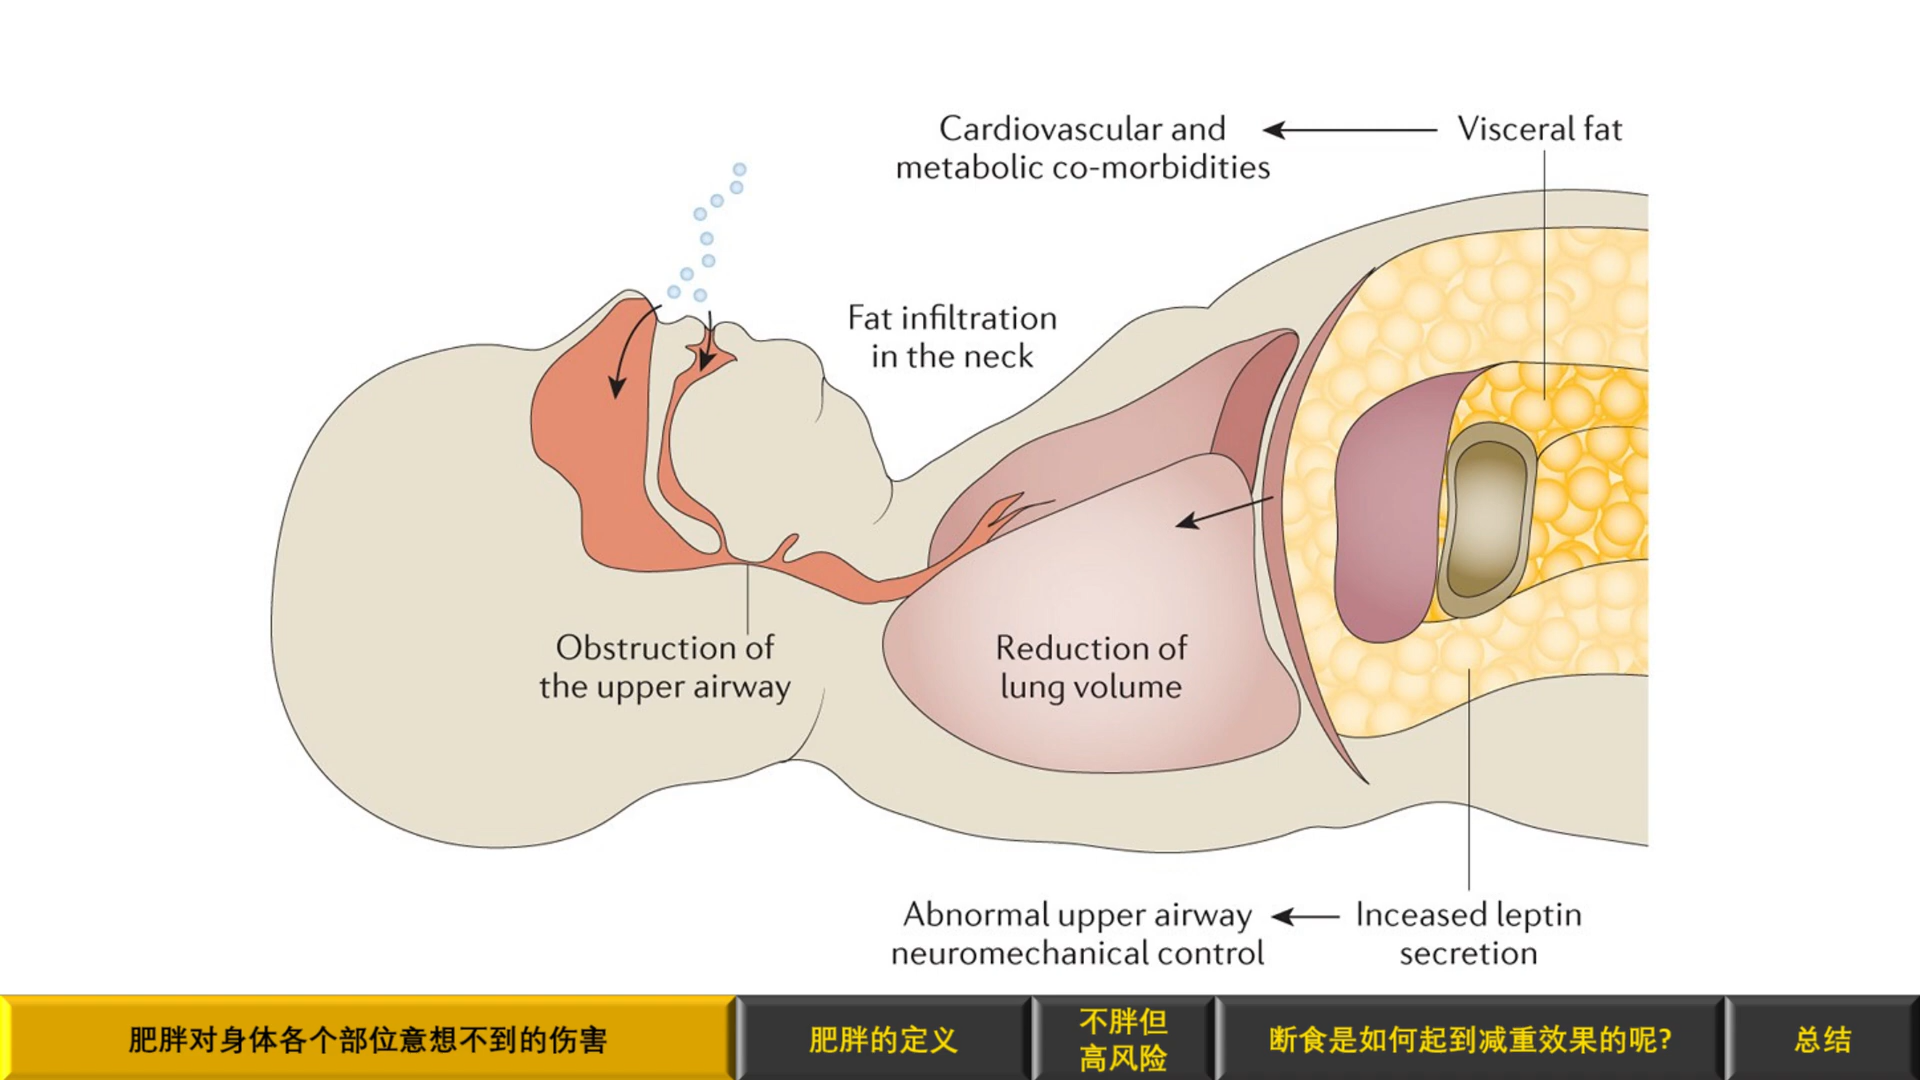 Cardiovascular and
metabolic co-morbidities
Visceral fat
Fat infiltration
in the neck
Obstruction of
the upper airway
Reduction of
lung volume
Abnormal upper airway
neuromechanical control
Inceased leptin
secretion
肥胖对身体各个部位意想不到的伤害
肥胖的定义
不胖但
高风险
断食是如何起到减重效果的呢?
总结